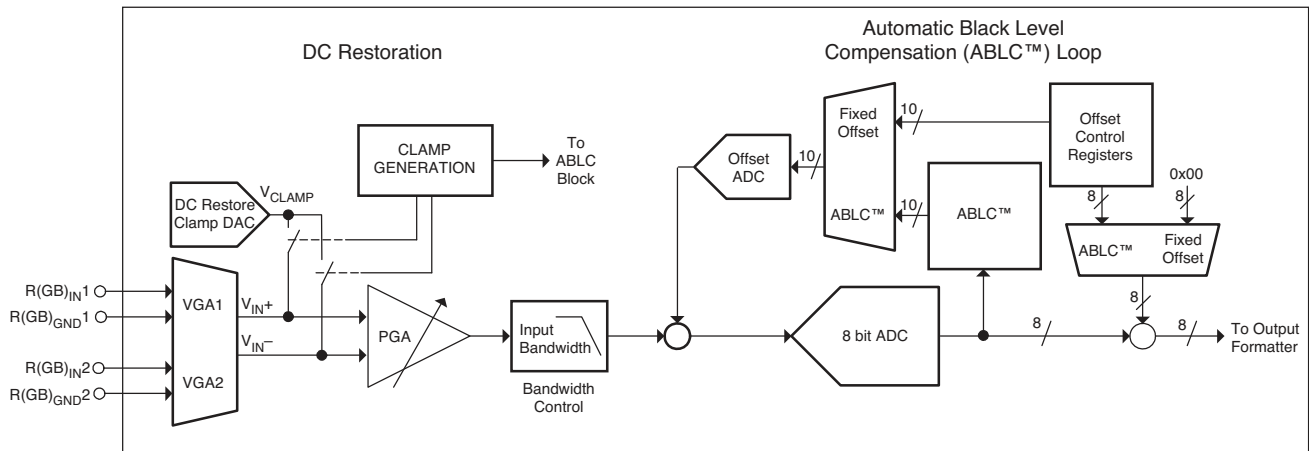 DC Restoration
Automatic Black Level
Compensation (ABLC™) Loop
CLAMP
GENERATION
To
ABLC
Block
DC Restore
Clamp DAC
VCLAMP
Offset
ADC
10
Fixed
Offset
ABLC™
10
10
ABLC™
Offset
Control
Registers
8
0x00
8
ABLC™
Fixed
Offset
8
R(GB)IN1
R(GB)GND1
R(GB)IN2
R(GB)GND2
VGA1
VGA2
VIN+
VIN–
PGA
Input
Bandwidth
Bandwidth
Control
8 bit ADC
8
8
To Output
Formatter